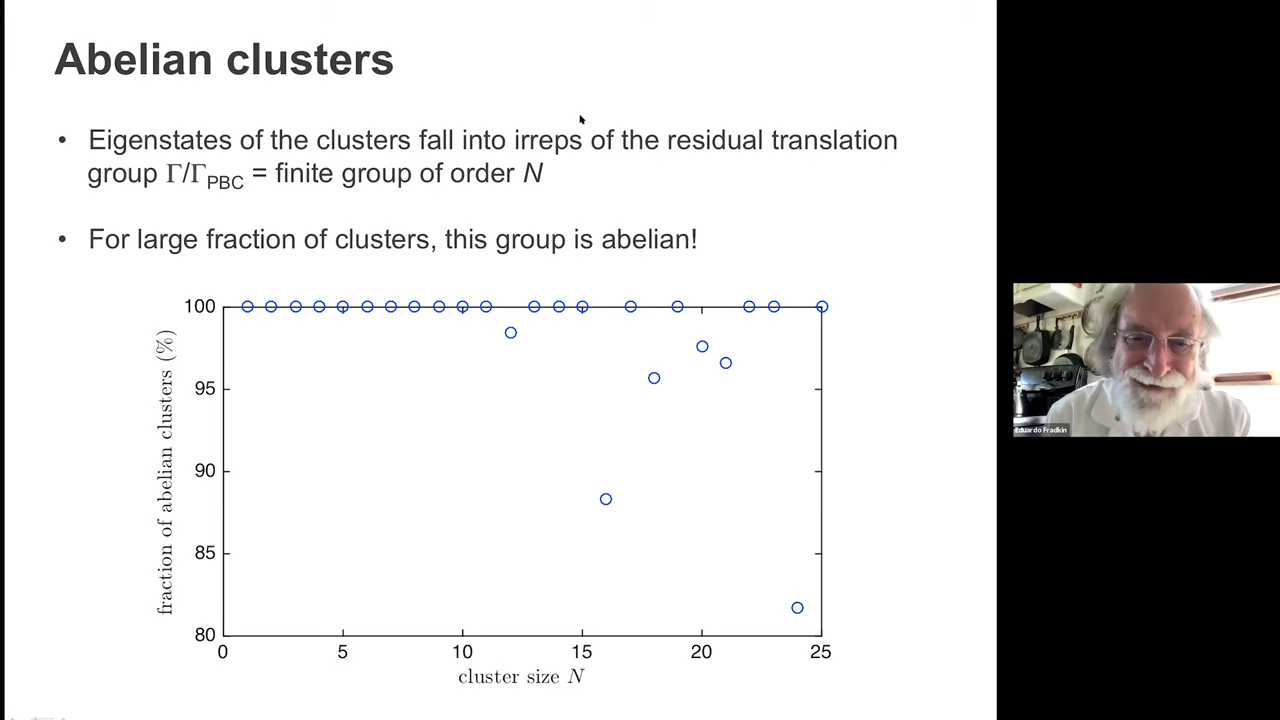 Abelian clusters
• Eigenstates of the clusters fall into irreps of the residual translation
group Γ/Γ_PBC = finite group of order N
• For large fraction of clusters, this group is abelian!
100
95
90
85
80
fraction of abelian clusters (%)
0 5 10 15 20 25
cluster size N
Eduardo Fradkin